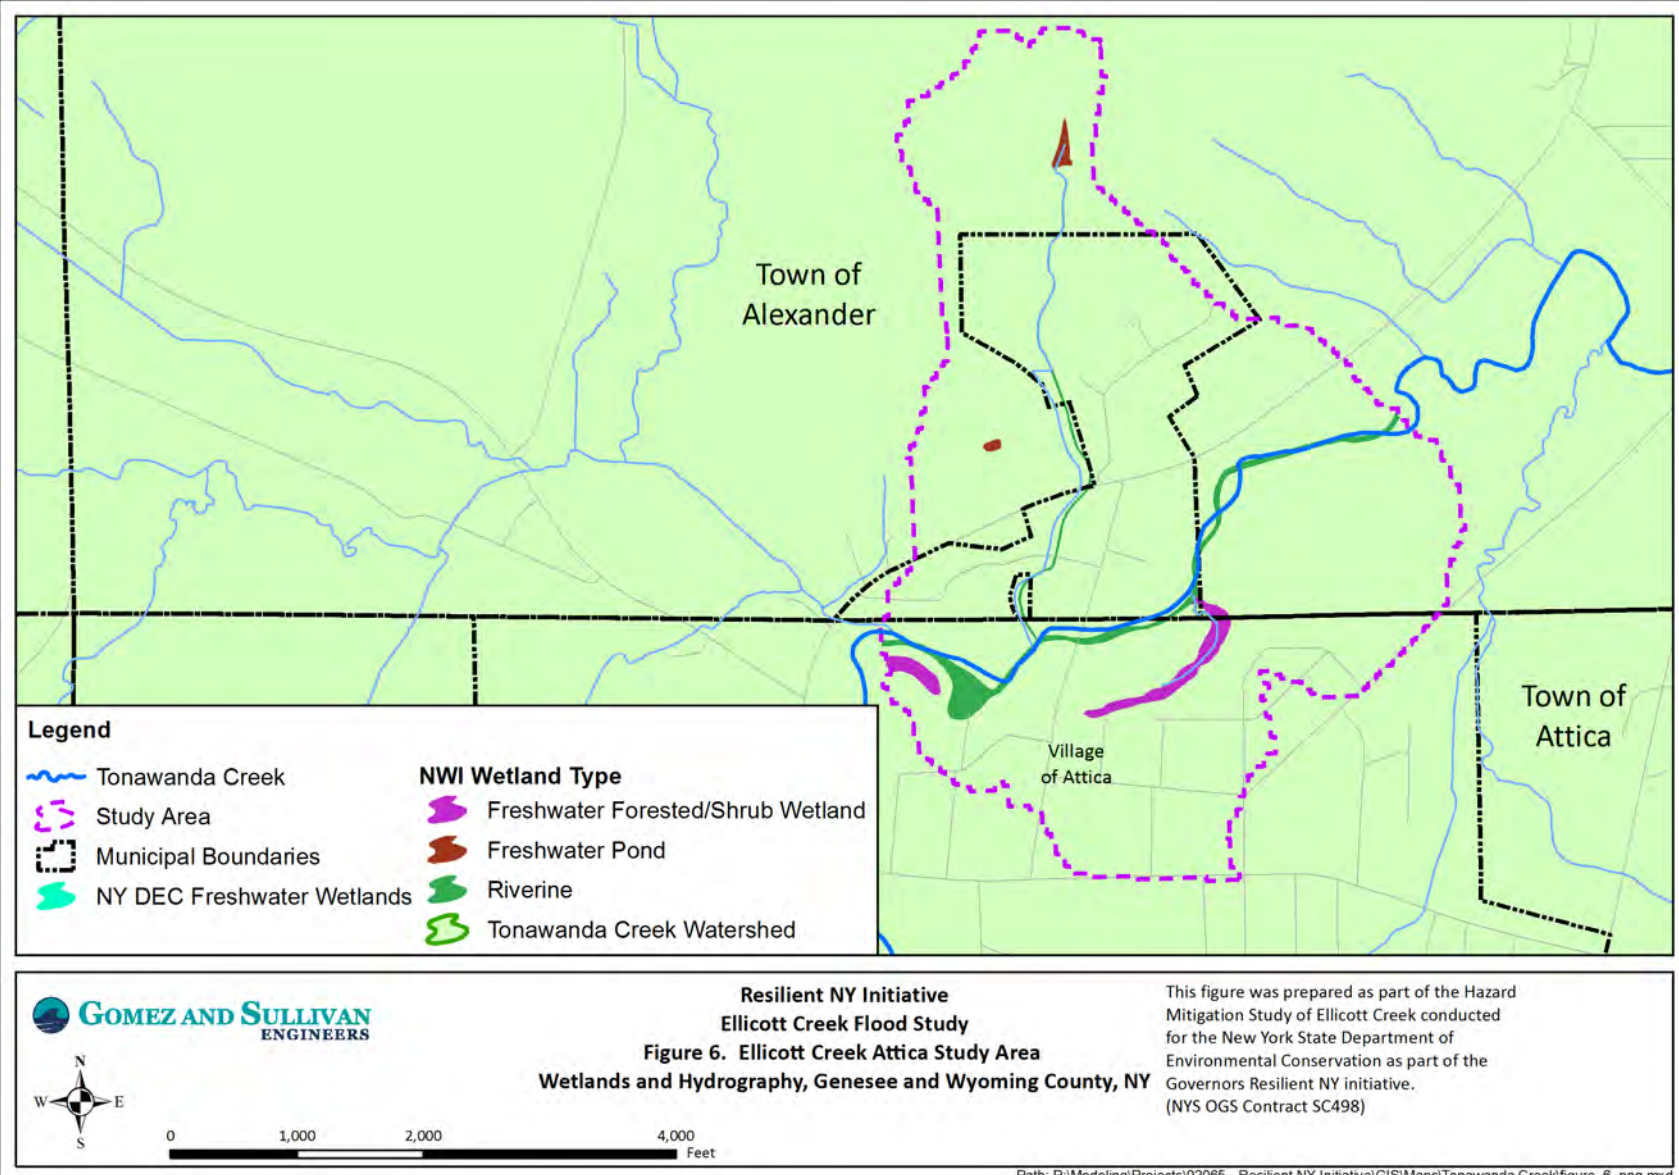 Town of
Alexander
Town of
Attica
Village
of Attica
Legend
Tonawanda Creek
Study Area
Municipal Boundaries
NY DEC Freshwater Wetlands
NWI Wetland Type
Freshwater Forested/Shrub Wetland
Freshwater Pond
Riverine
Tonawanda Creek Watershed
GOMEZ AND SULLIVAN
ENGINEERS
N
W E
S
0 1,000 2,000 4,000
Feet
Resilient NY Initiative
Ellicott Creek Flood Study
Figure 6. Ellicott Creek Attica Study Area
Wetlands and Hydrography, Genesee and Wyoming County, NY
This figure was prepared as part of the Hazard
Mitigation Study of Ellicott Creek conducted
for the New York State Department of
Environmental Conservation as part of the
Governors Resilient NY initiative.
(NYS OGS Contract SC498)